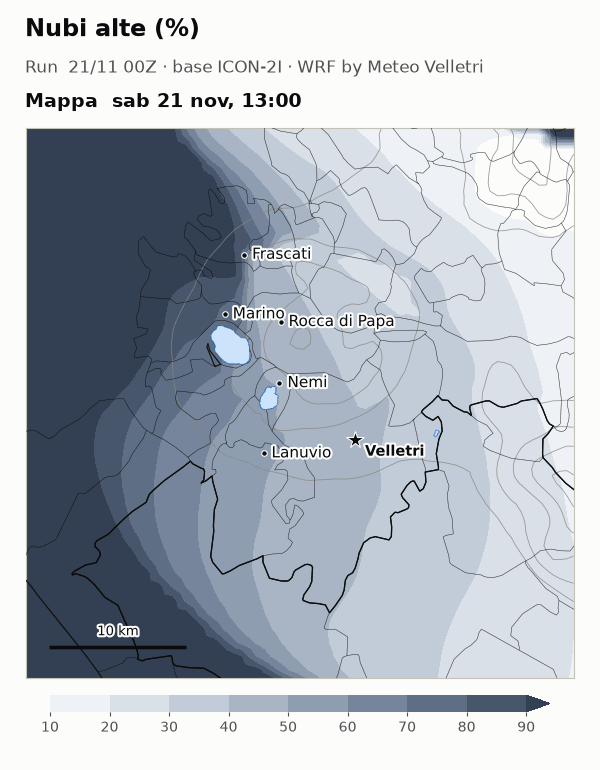 Nubi alte (%)
Run  21/11 00Z · base ICON-2I · WRF by Meteo Velletri
Mappa  sab 21 nov, 13:00
Frascati
Marino
Rocca di Papa
Nemi
Velletri
Lanuvio
10 km
10 20 30 40 50 60 70 80 90